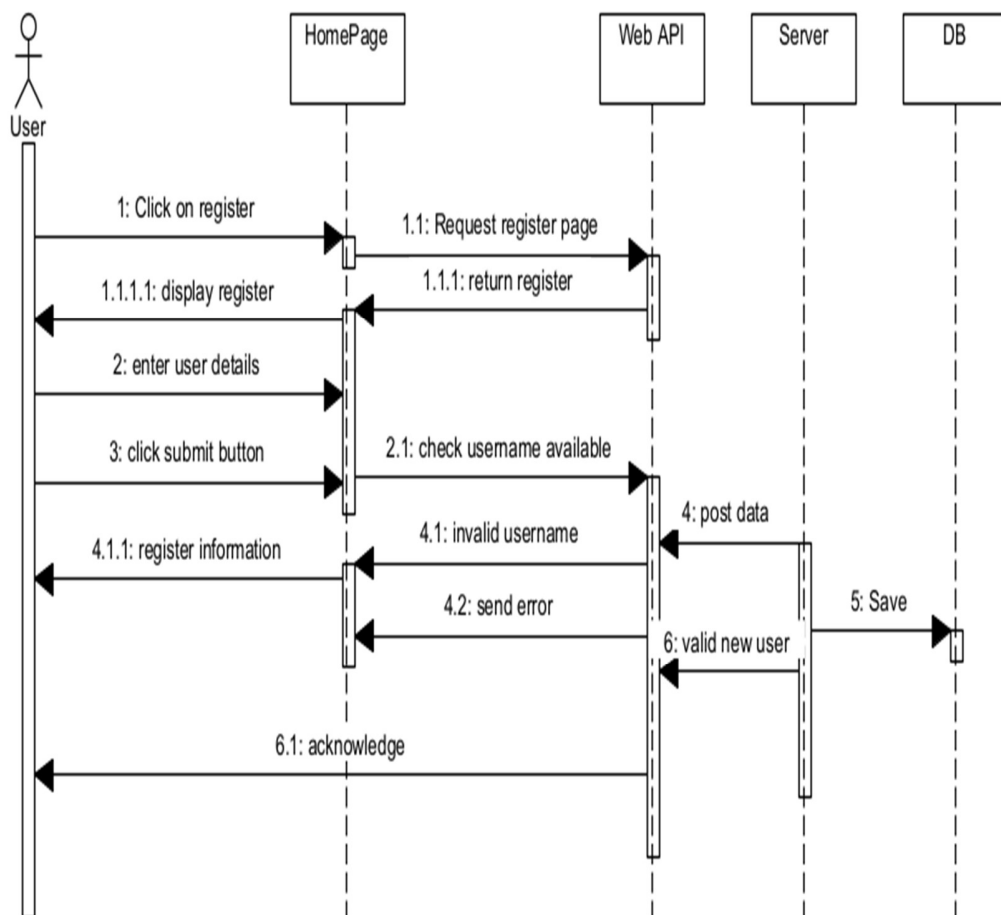 HomePage
Web API
Server
DB
User
1: Click on register
1.1: Request register page
1.1.1: return register
1.1.1.1: display register
2: enter user details
3: click submit button
2.1: check username available
4: post data
4.1: invalid username
4.1.1: register information
4.2: send error
5: Save
6: valid new user
6.1: acknowledge